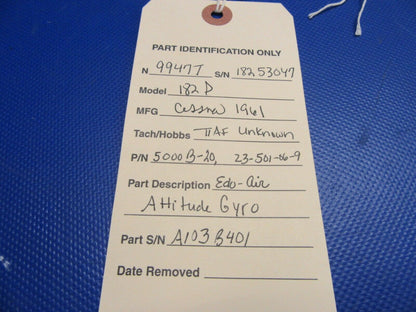 PART IDENTIFICATION ONLY
N 9947T S/N 18253047
Model 182 D
MFG Cessna 1961
Tach/Hobbs TTAF Unknown
P/N 5000B-20, 23-501-06-9
Part Description Edo-Air
Attitude Gyro
Part S/N A103B401
Date Removed